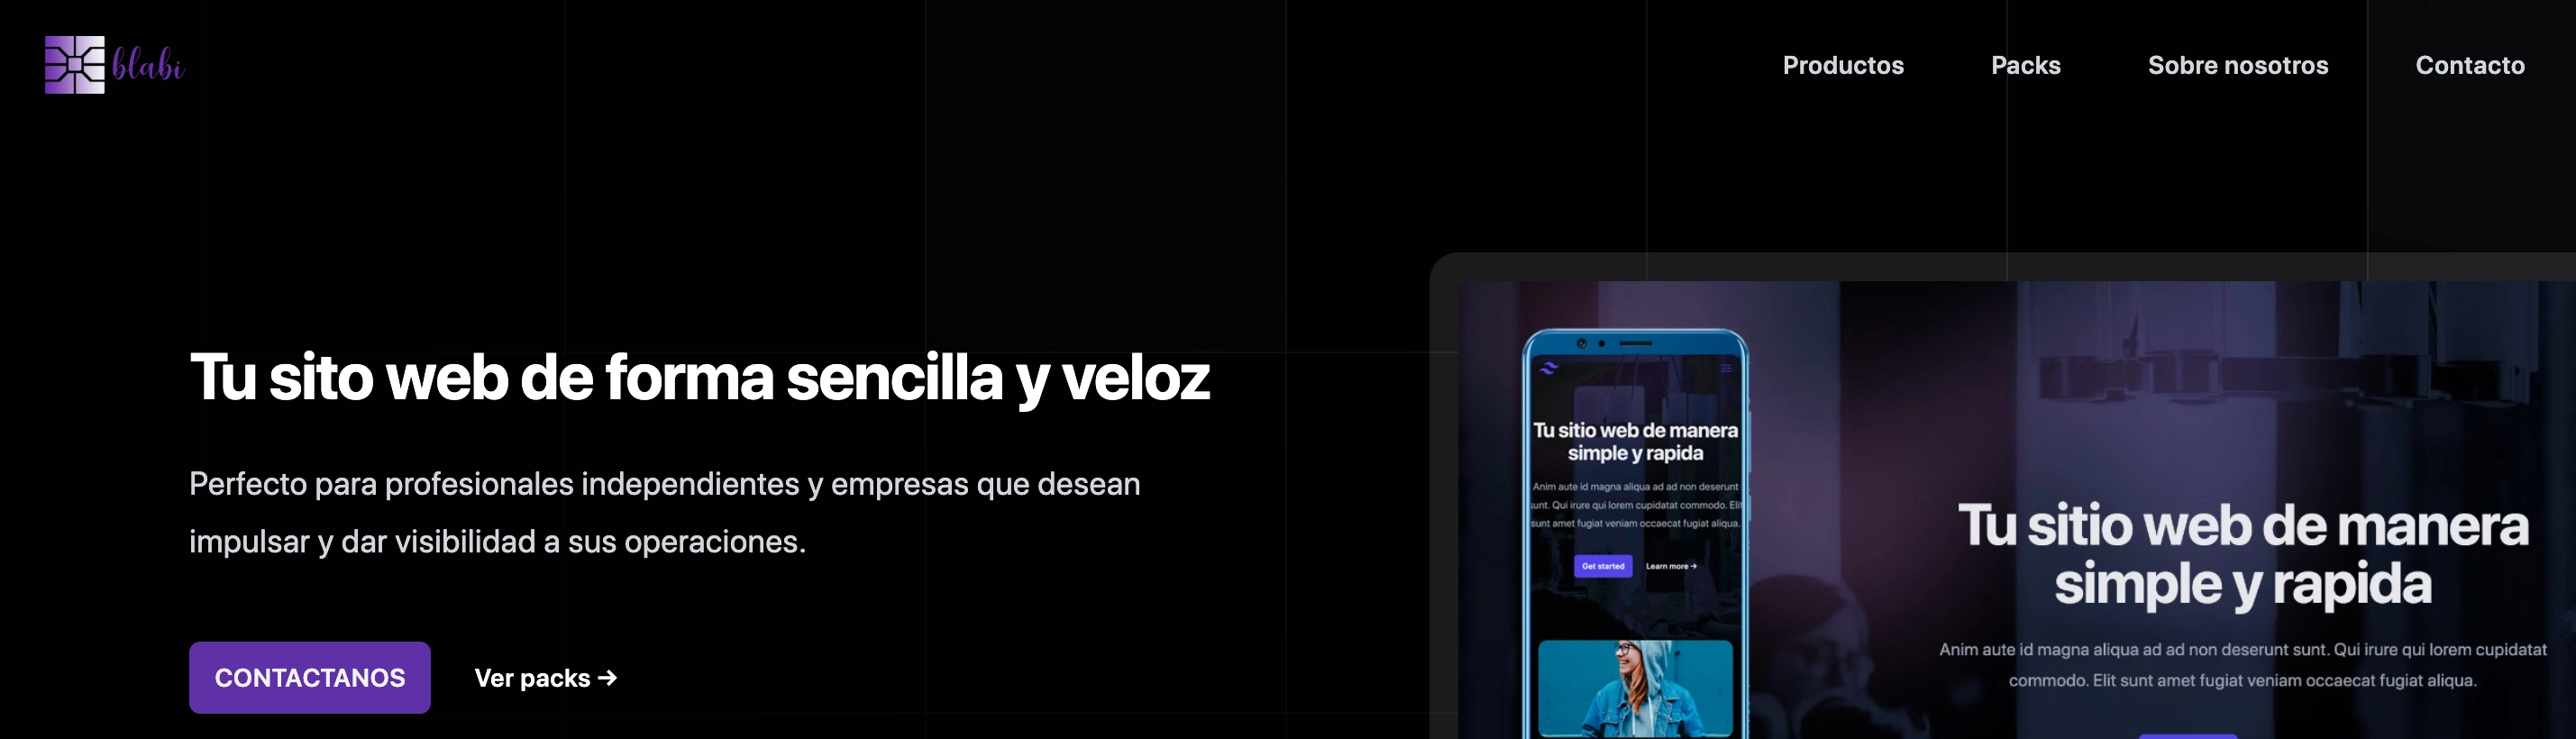 blabi
Productos
Packs
Sobre nosotros
Contacto
Tu sito web de forma sencilla y veloz
Perfecto para profesionales independientes y empresas que desean
impulsar y dar visibilidad a sus operaciones.
CONTACTANOS
Ver packs →
Tu sitio web de manera
simple y rapida
Anim aute id magna aliqua ad ad non deserunt
sunt. Qui irure qui lorem cupidatat commodo. Elit
sunt amet fugiat veniam occaecat fugiat aliqua.
Get started
Learn more →
Tu sitio web de manera
simple y rapida
Anim aute id magna aliqua ad ad non deserunt sunt. Qui irure qui lorem cupidatat
commodo. Elit sunt amet fugiat veniam occaecat fugiat aliqua.